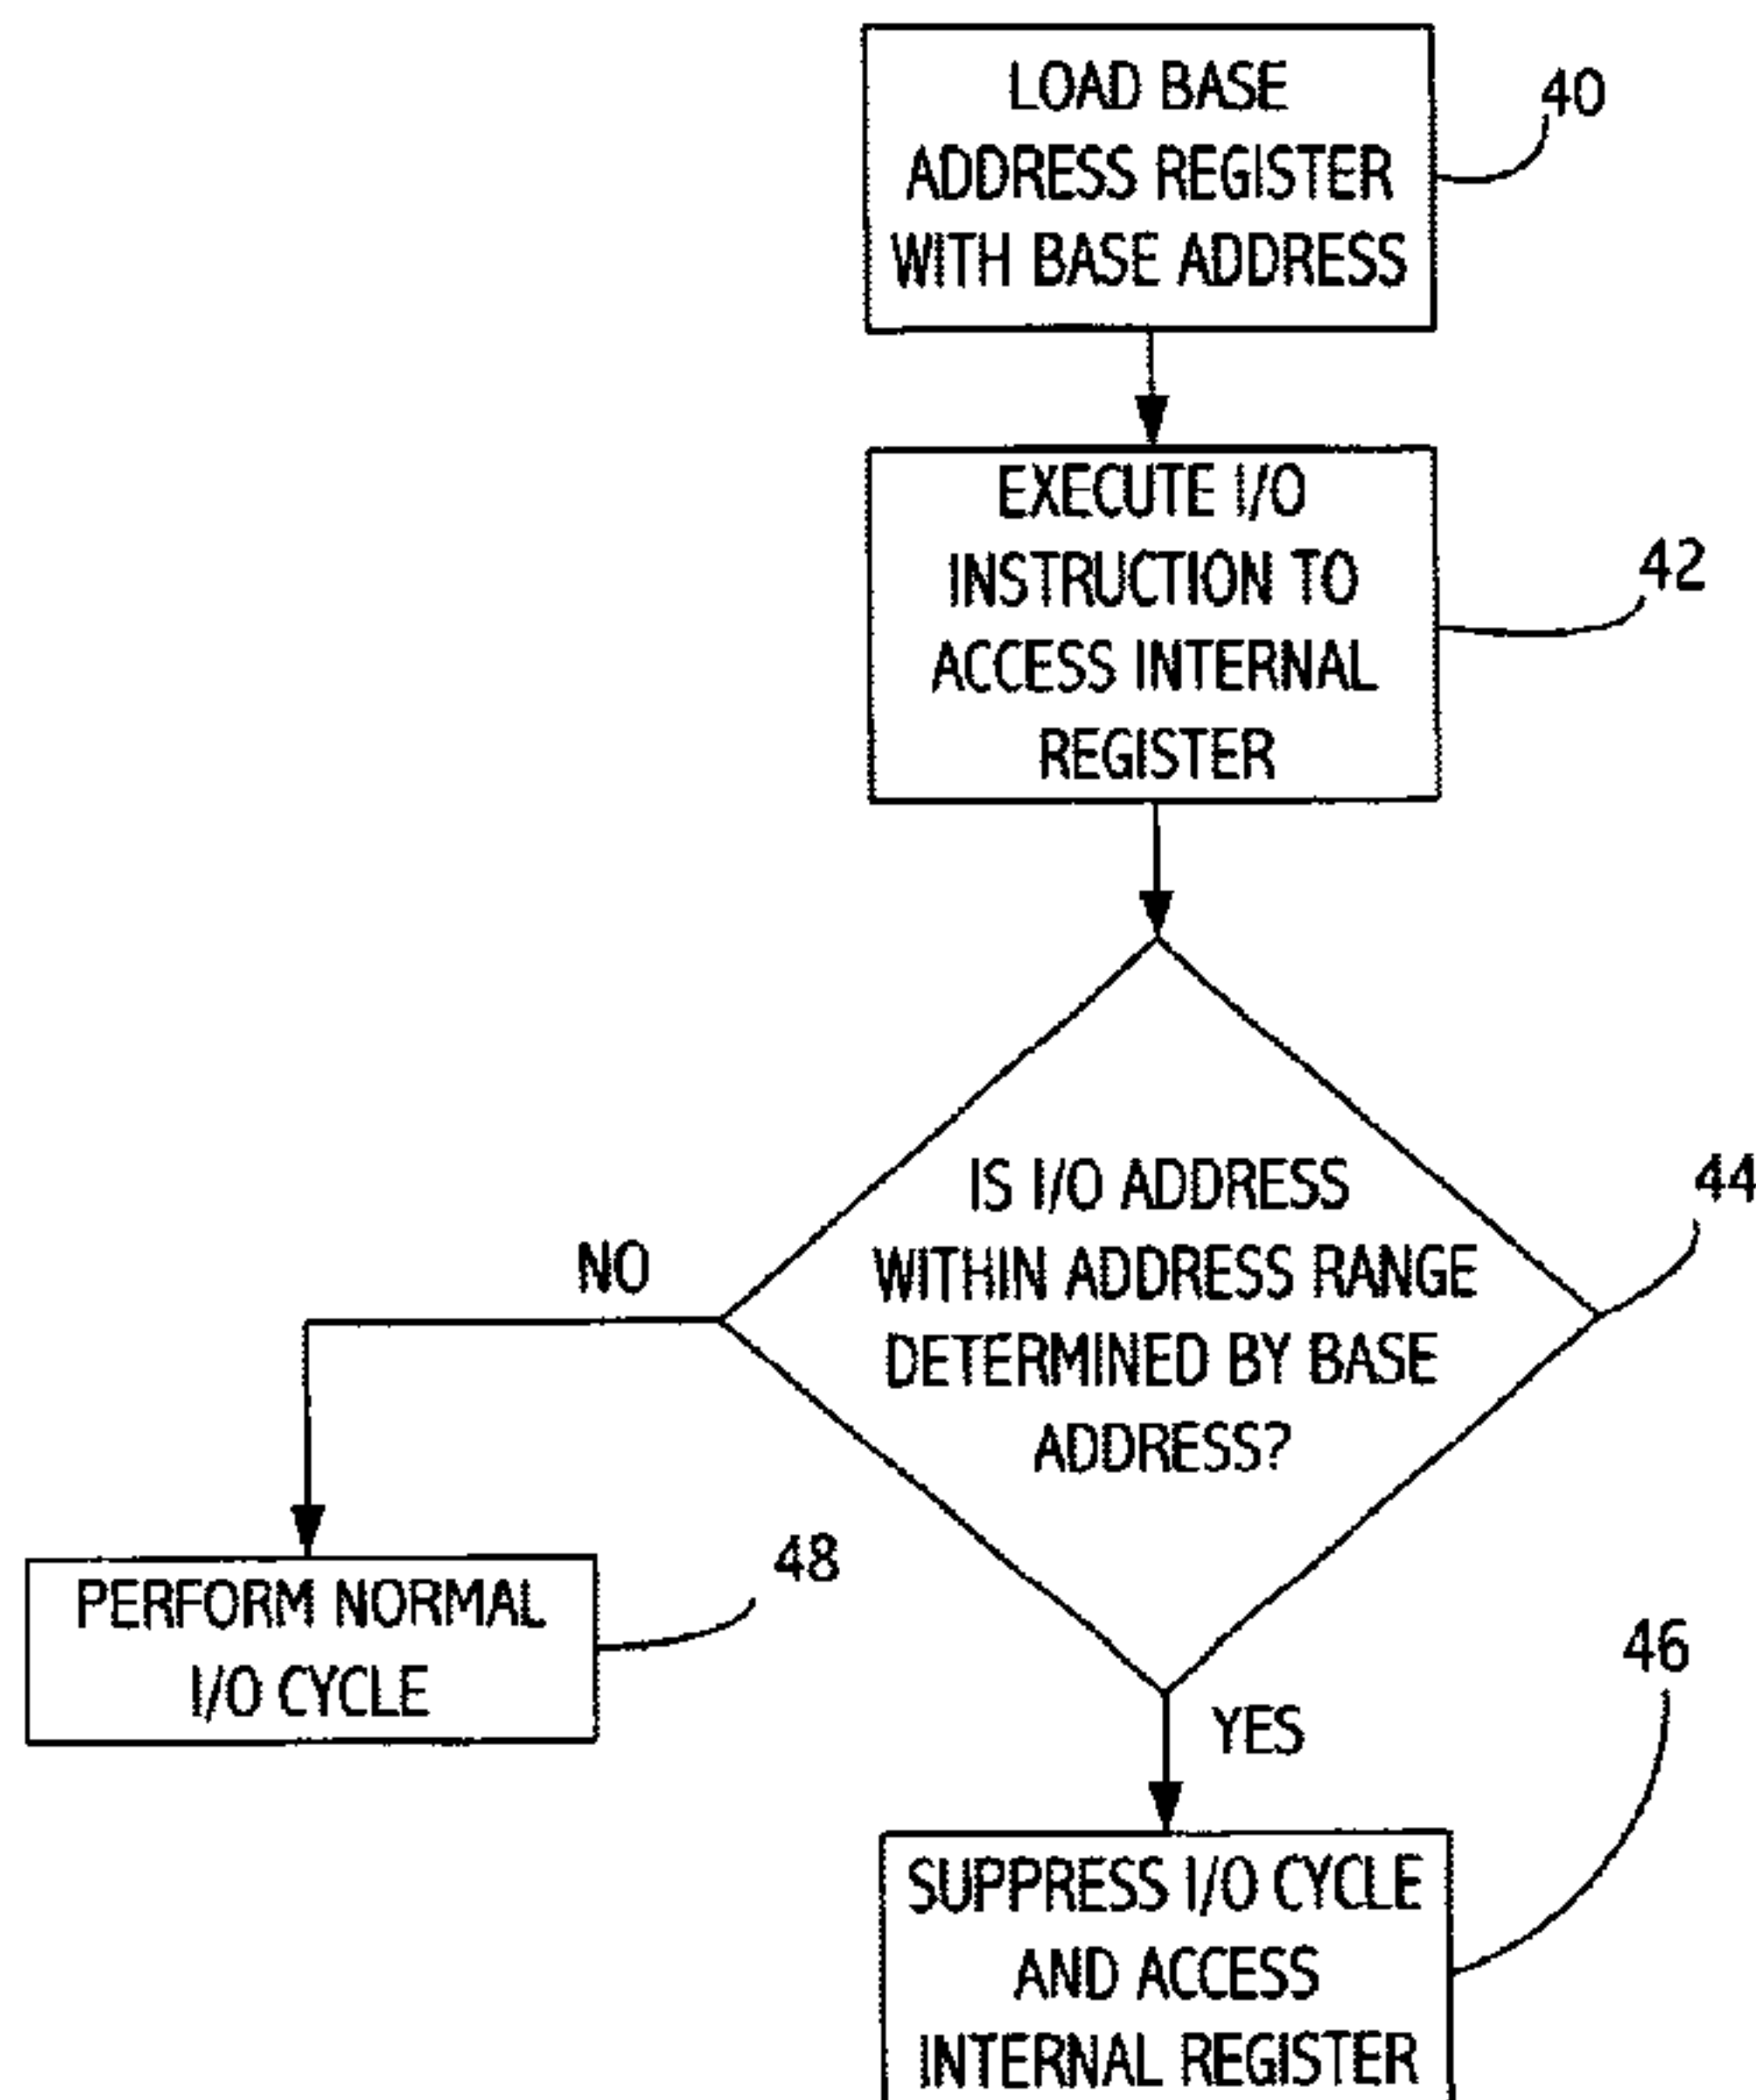 LOAD BASE
ADDRESS REGISTER
WITH BASE ADDRESS
40
EXECUTE I/O
INSTRUCTION TO
ACCESS INTERNAL
REGISTER
42
IS I/O ADDRESS
WITHIN ADDRESS RANGE
DETERMINED BY BASE
ADDRESS?
44
NO
PERFORM NORMAL
I/O CYCLE
48
YES
46
SUPPRESS I/O CYCLE
AND ACCESS
INTERNAL REGISTER